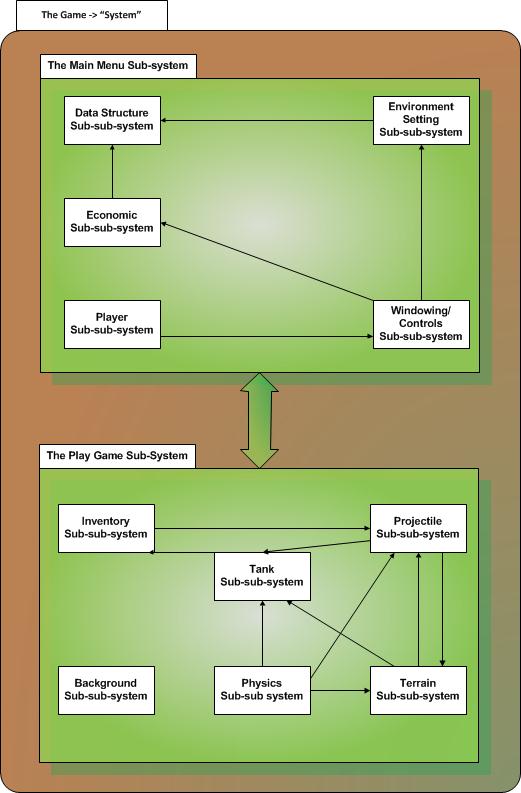 The Game -> “System”
The Main Menu Sub-system
Data Structure
Sub-sub-system
Environment
Setting
Sub-sub-system
Economic
Sub-sub-system
Player
Sub-sub-system
Windowing/
Controls
Sub-sub-system
The Play Game Sub-System
Inventory
Sub-sub-system
Projectile
Sub-sub-system
Tank
Sub-sub-system
Background
Sub-sub-system
Physics
Sub-sub system
Terrain
Sub-sub-system